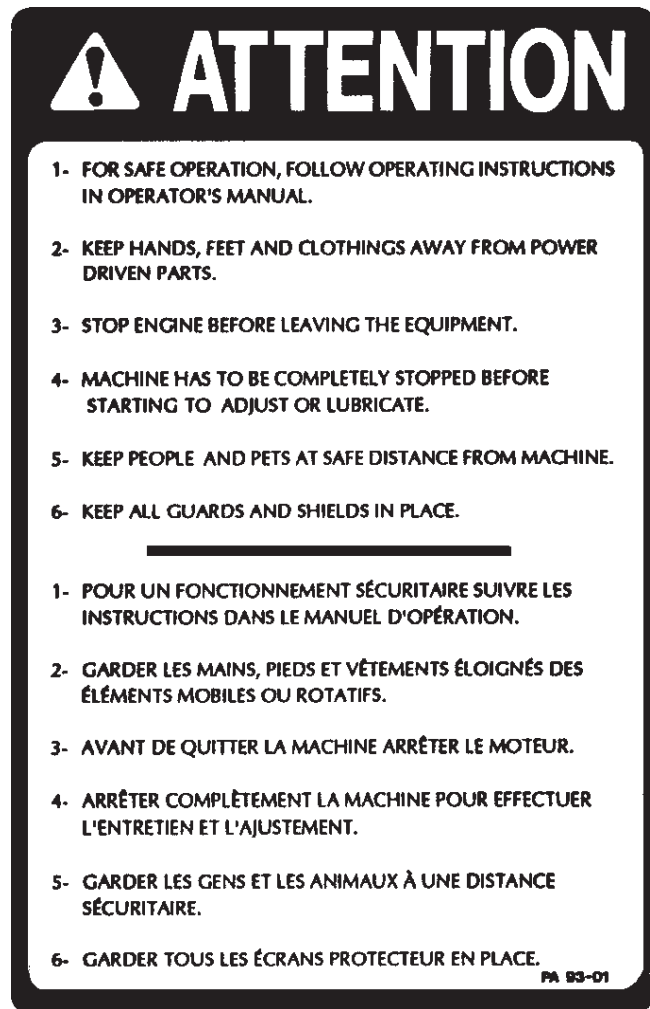 ATTENTION
1- FOR SAFE OPERATION, FOLLOW OPERATING INSTRUCTIONS
IN OPERATOR'S MANUAL.
2- KEEP HANDS, FEET AND CLOTHINGS AWAY FROM POWER
DRIVEN PARTS.
3- STOP ENGINE BEFORE LEAVING THE EQUIPMENT.
4- MACHINE HAS TO BE COMPLETELY STOPPED BEFORE
STARTING TO ADJUST OR LUBRICATE.
5- KEEP PEOPLE AND PETS AT SAFE DISTANCE FROM MACHINE.
6- KEEP ALL GUARDS AND SHIELDS IN PLACE.
1- POUR UN FONCTIONNEMENT SÉCURITAIRE SUIVRE LES
INSTRUCTIONS DANS LE MANUEL D'OPÉRATION.
2- GARDER LES MAINS, PIEDS ET VÊTEMENTS ÉLOIGNÉS DES
ÉLÉMENTS MOBILES OU ROTATIFS.
3- AVANT DE QUITTER LA MACHINE ARRÊTER LE MOTEUR.
4- ARRÊTER COMPLÈTEMENT LA MACHINE POUR EFFECTUER
L'ENTRETIEN ET L'AJUSTEMENT.
5- GARDER LES GENS ET LES ANIMAUX À UNE DISTANCE
SÉCURITAIRE.
6- GARDER TOUS LES ÉCRANS PROTECTEUR EN PLACE.
PA 93-01